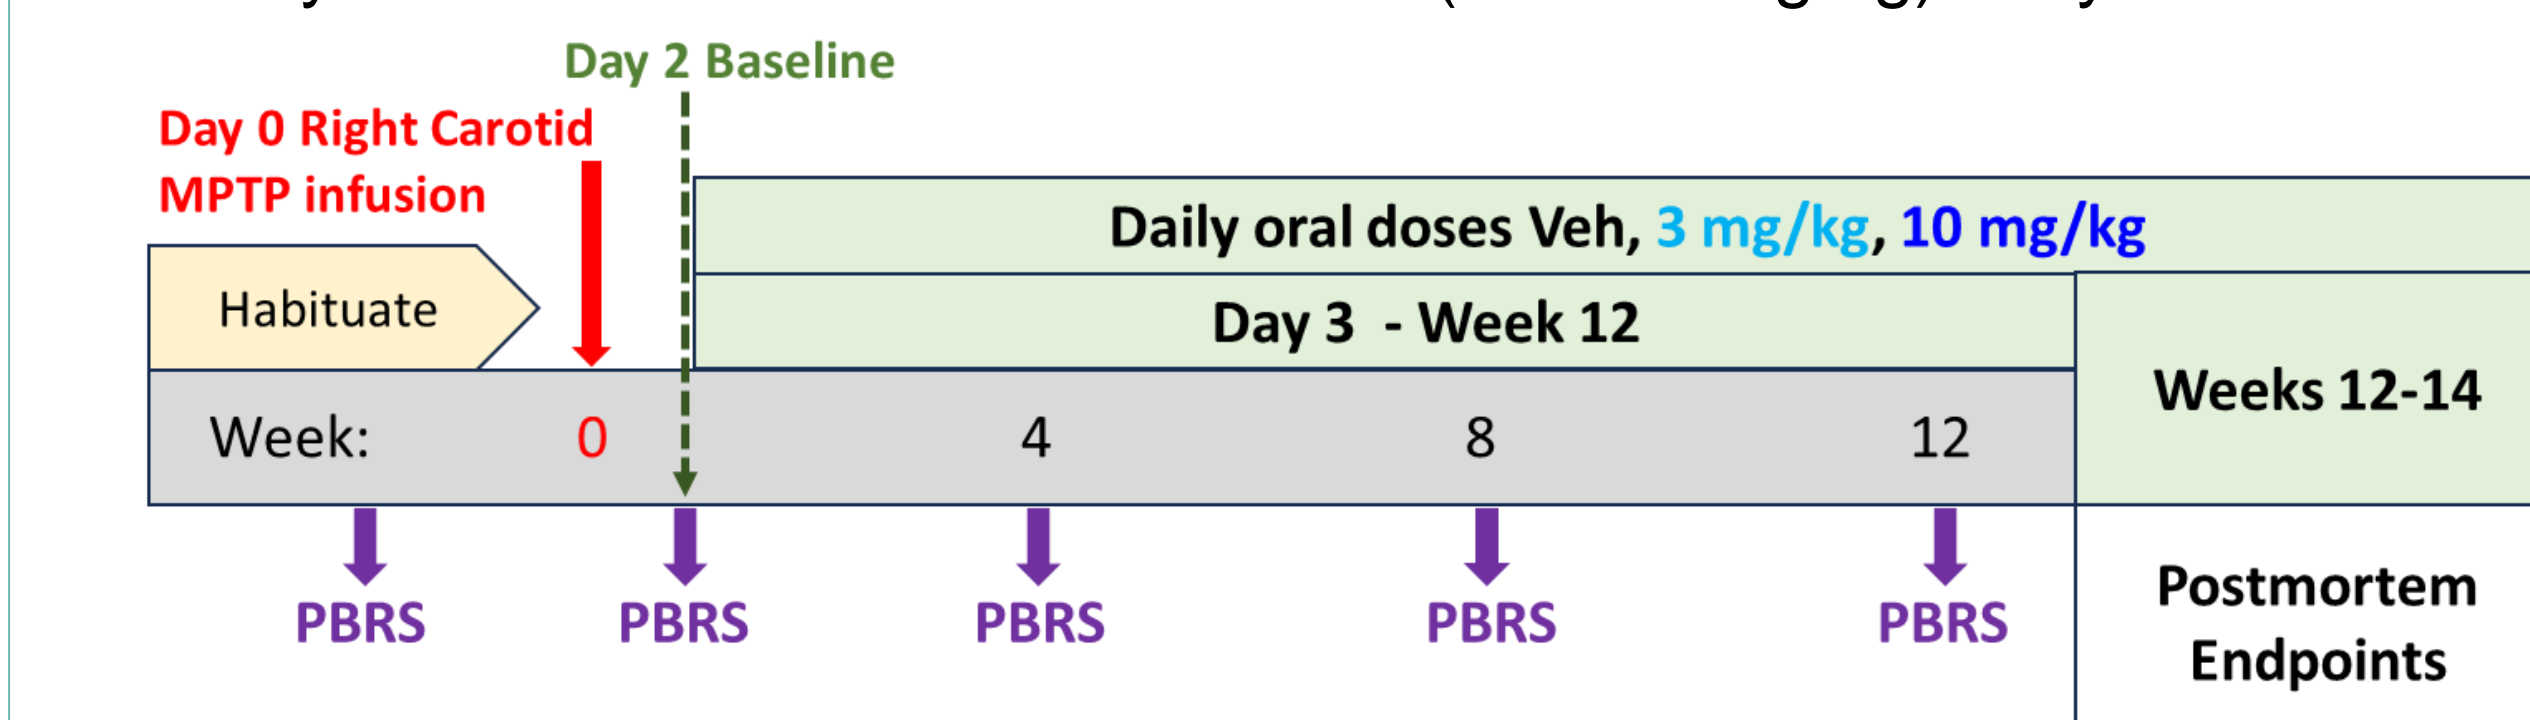 Day 2 Baseline
Day 0 Right Carotid
MPTP infusion
Daily oral doses Veh, 3 mg/kg, 10 mg/kg
Habituate
Day 3 - Week 12
Weeks 12-14
Week: 0 4 8 12
PBRS PBRS PBRS PBRS PBRS
Postmortem
Endpoints